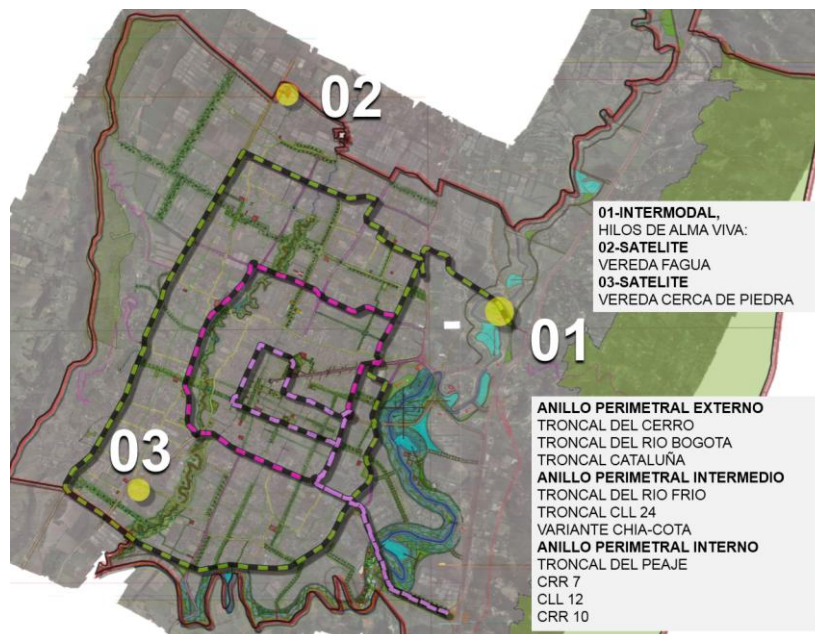 02
01-INTERMODAL,
HILOS DE ALMA VIVA:
02-SATELITE
VEREDA FAGUA
03-SATELITE
VEREDA CERCA DE PIEDRA
01
03
ANILLO PERIMETRAL EXTERNO
TRONCAL DEL CERRO
TRONCAL DEL RIO BOGOTA
TRONCAL CATALUÑA
ANILLO PERIMETRAL INTERMEDIO
TRONCAL DEL RIO FRIO
TRONCAL CLL 24
VARIANTE CHIA-COTA
ANILLO PERIMETRAL INTERNO
TRONCAL DEL PEAJE
CRR 7
CLL 12
CRR 10